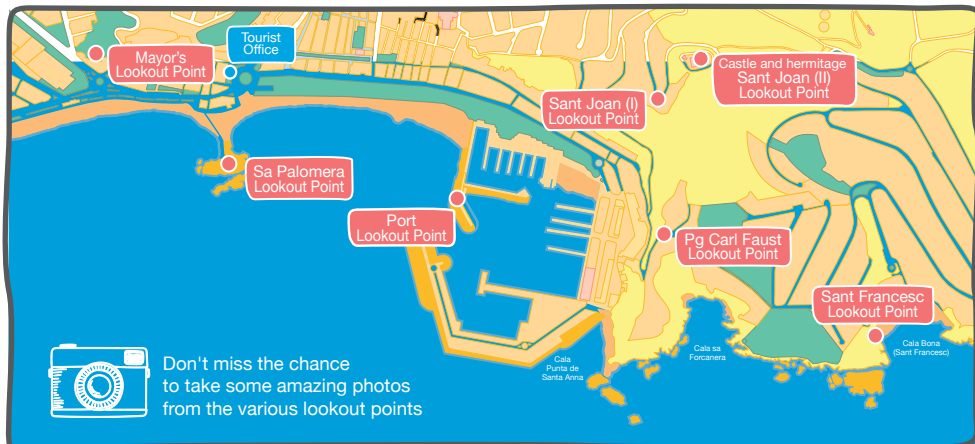 Mayor's
Lookout Point
Tourist
Office
Castle and hermitage
Sant Joan (II)
Lookout Point
Sant Joan (I)
Lookout Point
Sa Palomera
Lookout Point
Port
Lookout Point
Pg Carl Faust
Lookout Point
Sant Francesc
Lookout Point
Cala
Punta de
Santa Anna
Cala sa
Forcanera
Cala Bona
(Sant Francesc)
Don't miss the chance
to take some amazing photos
from the various lookout points